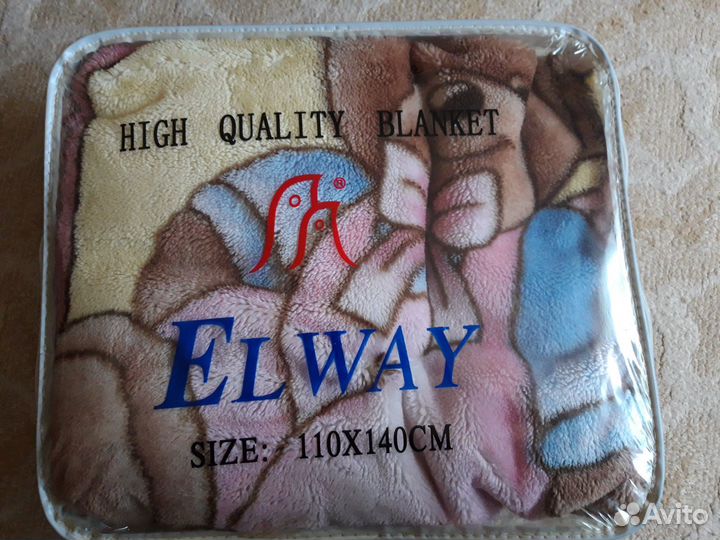 HIGH QUALITY BLANKET
®
ELWAY
SIZE: 110X140CM
Avito